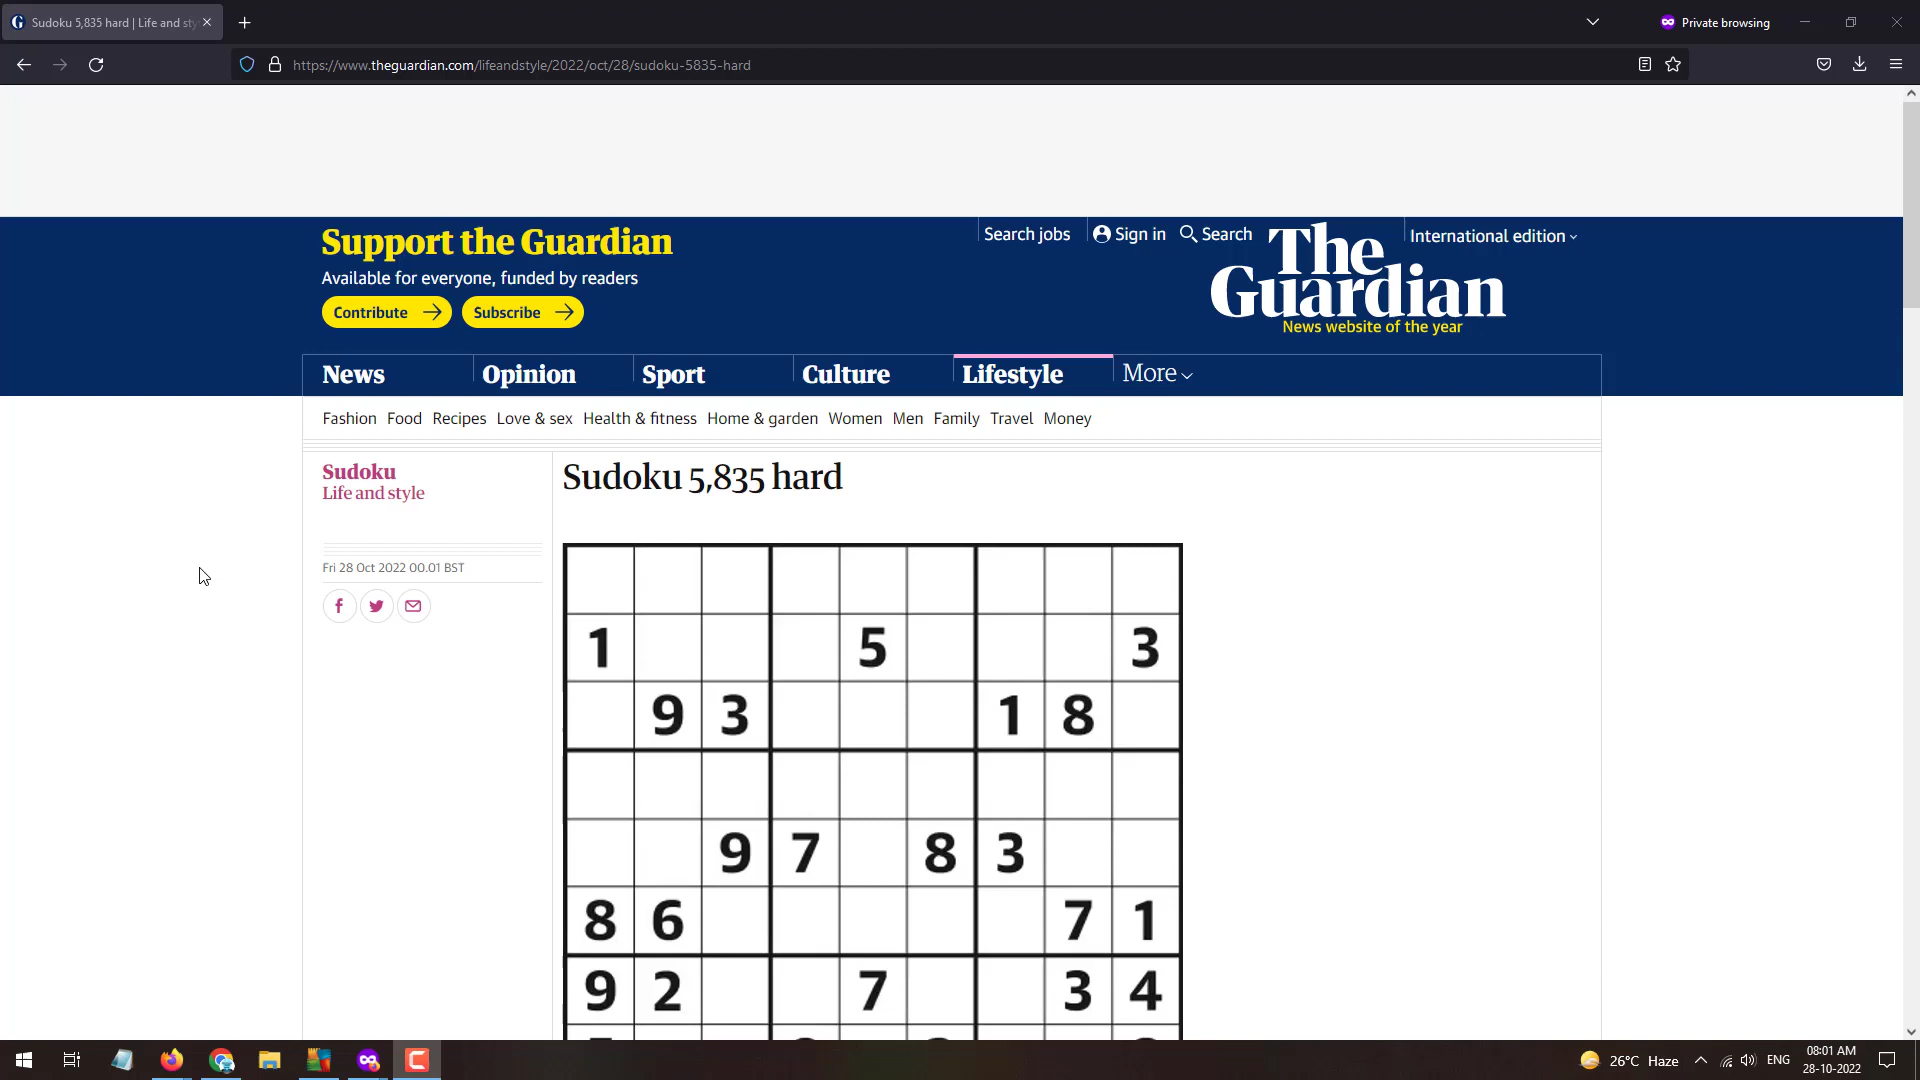 Sudoku 5,835 hard | Life and sty
Private browsing
https://www.theguardian.com/lifeandstyle/2022/oct/28/sudoku-5835-hard
Support the Guardian
Available for everyone, funded by readers
Contribute
Subscribe
Search jobs
Sign in
Search
International edition
The
Guardian
News website of the year
News
Opinion
Sport
Culture
Lifestyle
More
Fashion Food Recipes Love & sex Health & fitness Home & garden Women Men Family Travel Money
Sudoku
Life and style
Fri 28 Oct 2022 00.01 BST
Sudoku 5,835 hard
1 5 3
9 3 1 8
9 7 8 3
8 6 7 1
9 2 7 3 4
26°C Haze
ENG
08:01 AM
28-10-2022